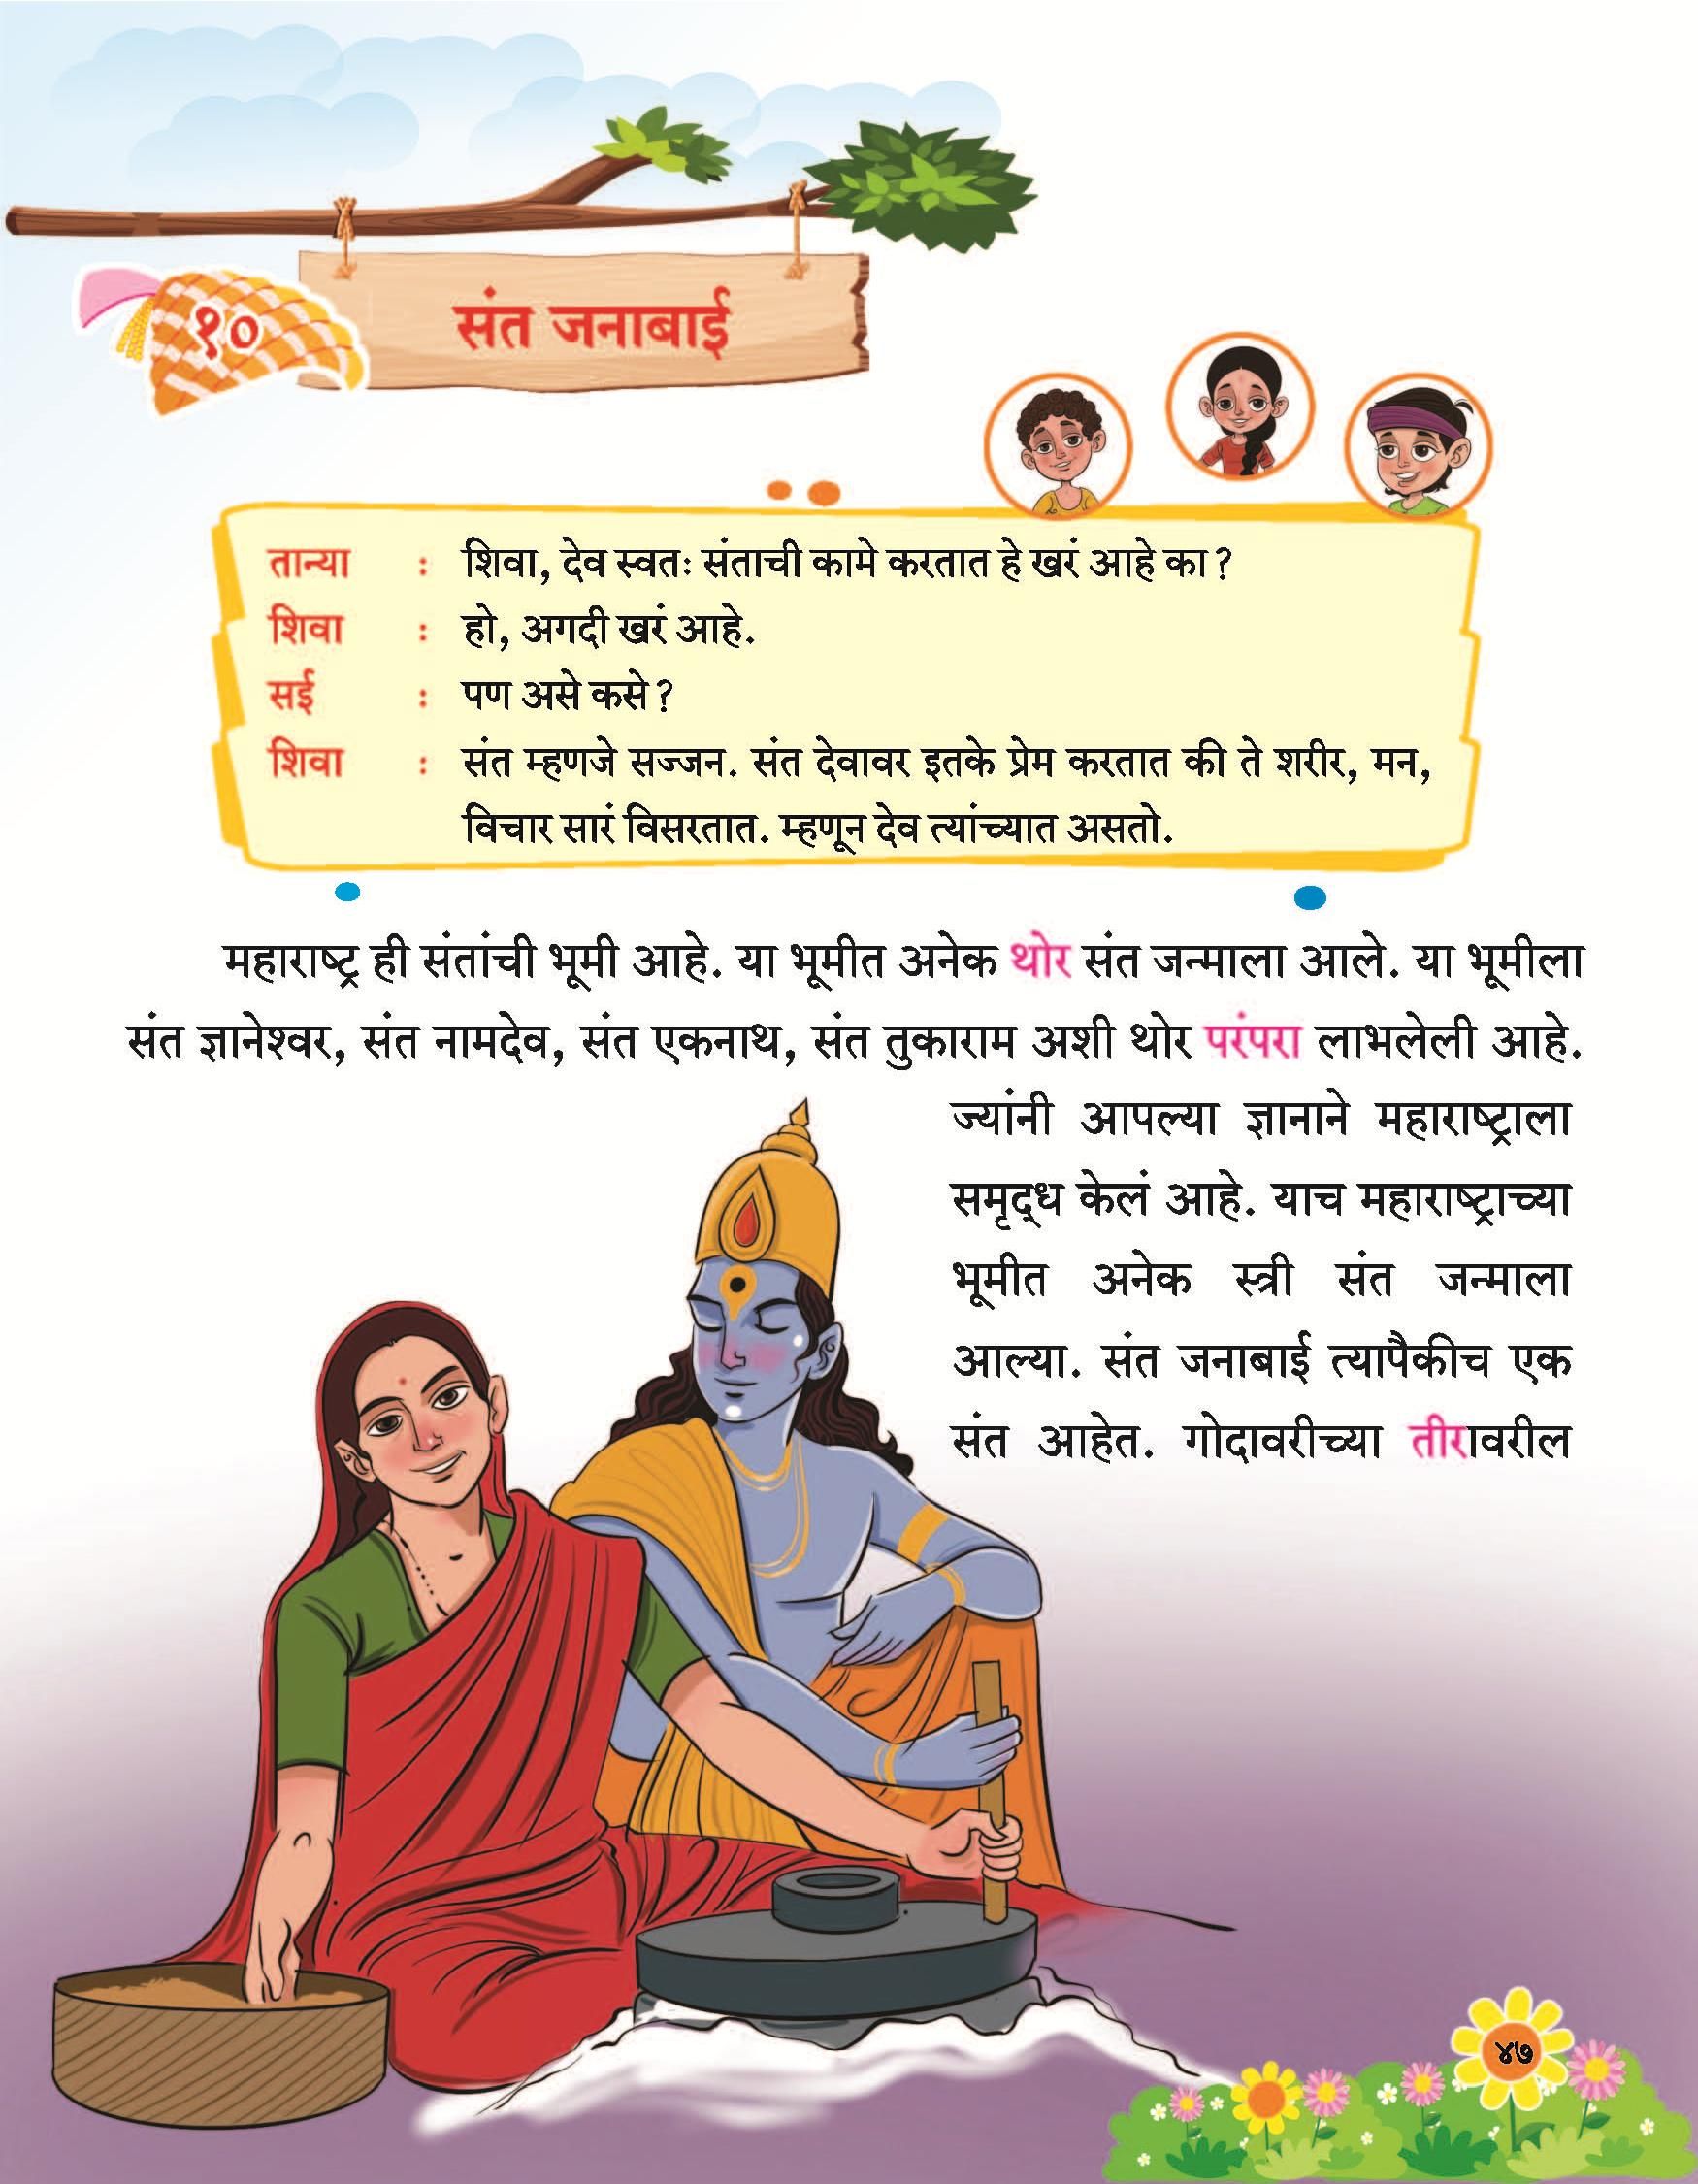 १०
संत जनाबाई
तान्या : शिवा, देव स्वतः संताची कामे करतात हे खरं आहे का?
शिवा : हो, अगदी खरं आहे.
सई : पण असे कसे?
शिवा : संत म्हणजे सज्जन. संत देवावर इतके प्रेम करतात की ते शरीर, मन,
विचार सारं विसरतात. म्हणून देव त्यांच्यात असतो.
महाराष्ट्र ही संतांची भूमी आहे. या भूमीत अनेक थोर संत जन्माला आले. या भूमीला
संत ज्ञानेश्वर, संत नामदेव, संत एकनाथ, संत तुकाराम अशी थोर परंपरा लाभलेली आहे.
ज्यांनी आपल्या ज्ञानाने महाराष्ट्राला
समृद्ध केलं आहे. याच महाराष्ट्राच्या
भूमीत अनेक स्त्री संत जन्माला
आल्या. संत जनाबाई त्यापैकीच एक
संत आहेत. गोदावरीच्या तीरावरील
४७